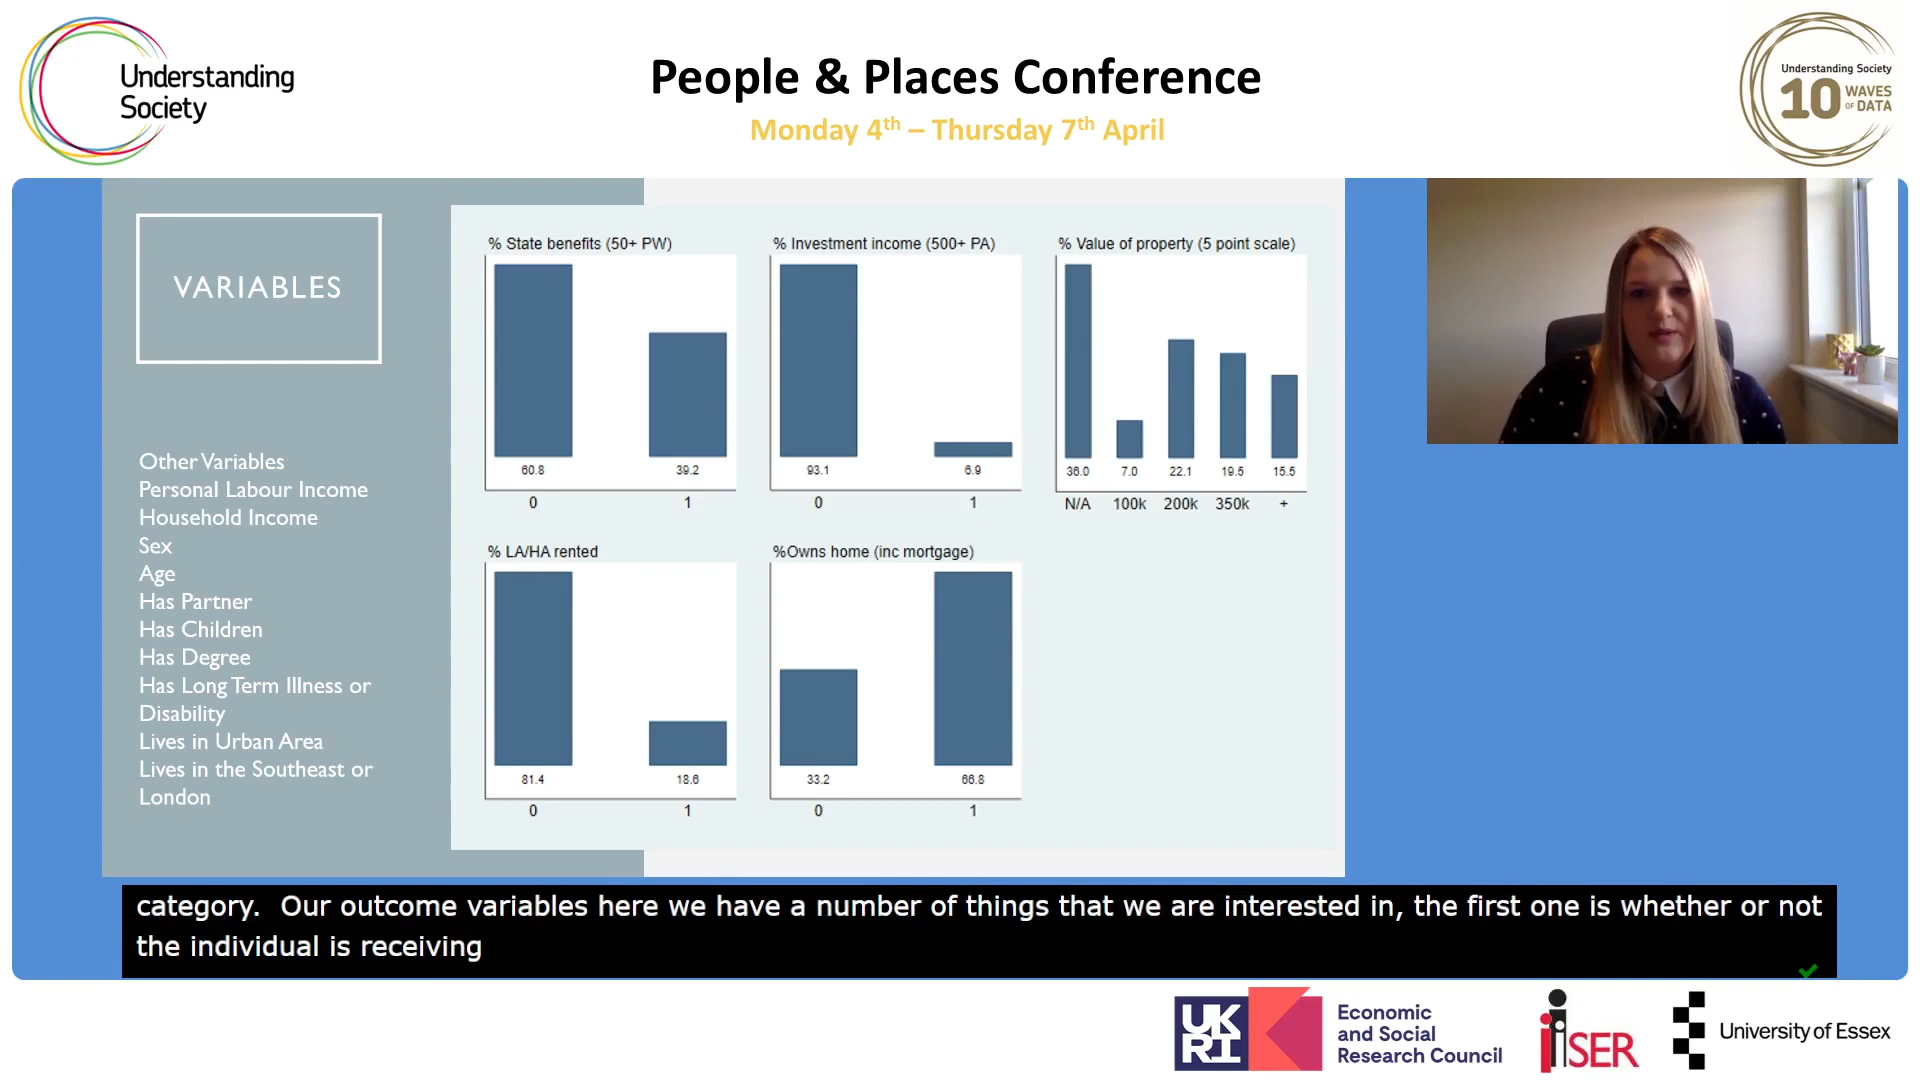 Understanding
Society
People & Places Conference
Monday 4th – Thursday 7th April
Understanding Society
10 WAVES
OF DATA
VARIABLES
Other Variables
Personal Labour Income
Household Income
Sex
Age
Has Partner
Has Children
Has Degree
Has Long Term Illness or
Disability
Lives in Urban Area
Lives in the Southeast or
London
% State benefits (50+ PW)
60.8 39.2
0 1
% Investment income (500+ PA)
93.1 6.9
0 1
% Value of property (5 point scale)
36.0 7.0 22.1 19.5 15.5
N/A 100k 200k 350k +
% LA/HA rented
81.4 18.6
0 1
%Owns home (inc mortgage)
33.2 66.8
0 1
category.  Our outcome variables here we have a number of things that we are interested in, the first one is whether or not
the individual is receiving
UK
RI
Economic
and Social
Research Council
iSER
University of Essex